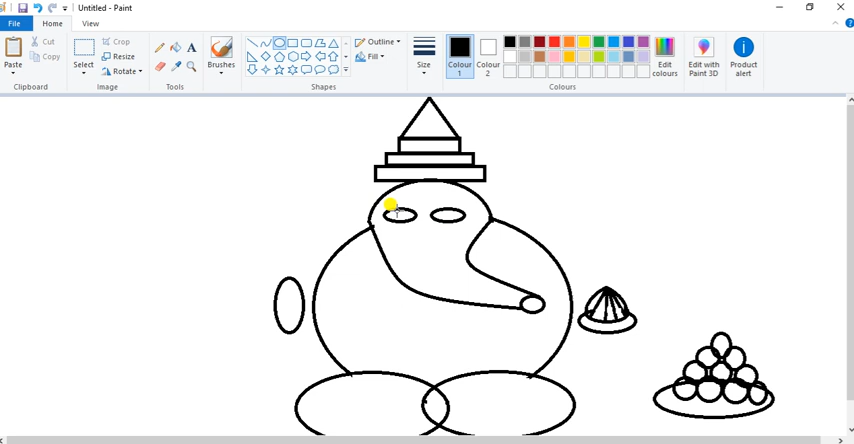 Untitled - Paint
File Home View
Paste
Cut
Copy
Clipboard
Select
Crop
Resize
Rotate
Image
A
Tools
Brushes
Shapes
Outline
Fill
Size
Colour 1
Colour 2
Edit colours
Colours
Edit with Paint 3D
Product alert